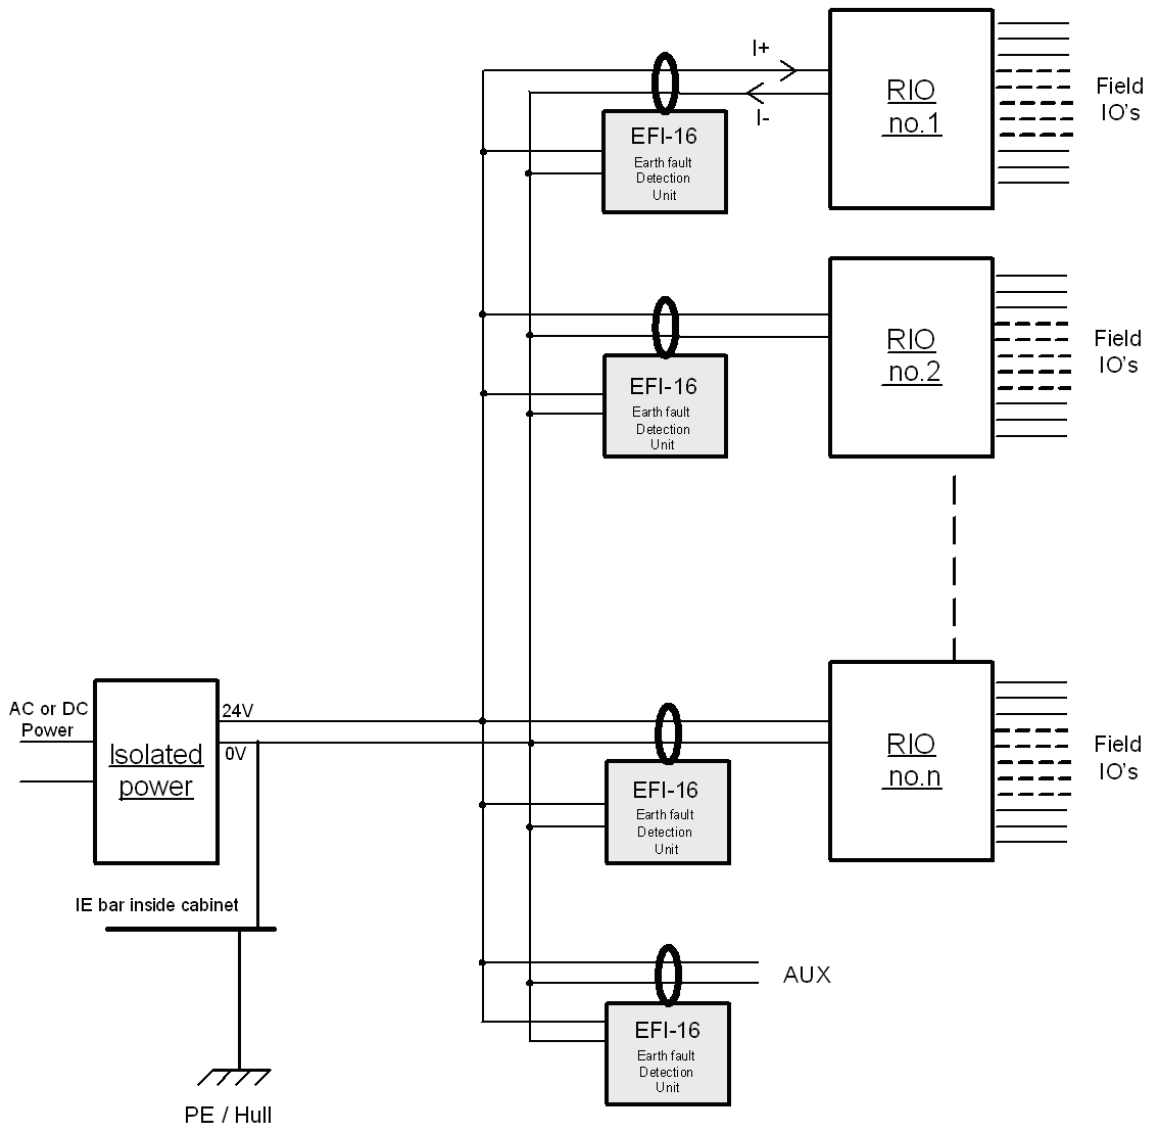 I+
I-
EFI-16
Earth fault
Detection
Unit
RIO
no.1
Field
IO's
EFI-16
Earth fault
Detection
Unit
RIO
no.2
Field
IO's
AC or DC
Power
Isolated
power
24V
0V
EFI-16
Earth fault
Detection
Unit
RIO
no.n
Field
IO's
IE bar inside cabinet
PE / Hull
AUX
EFI-16
Earth fault
Detection
Unit